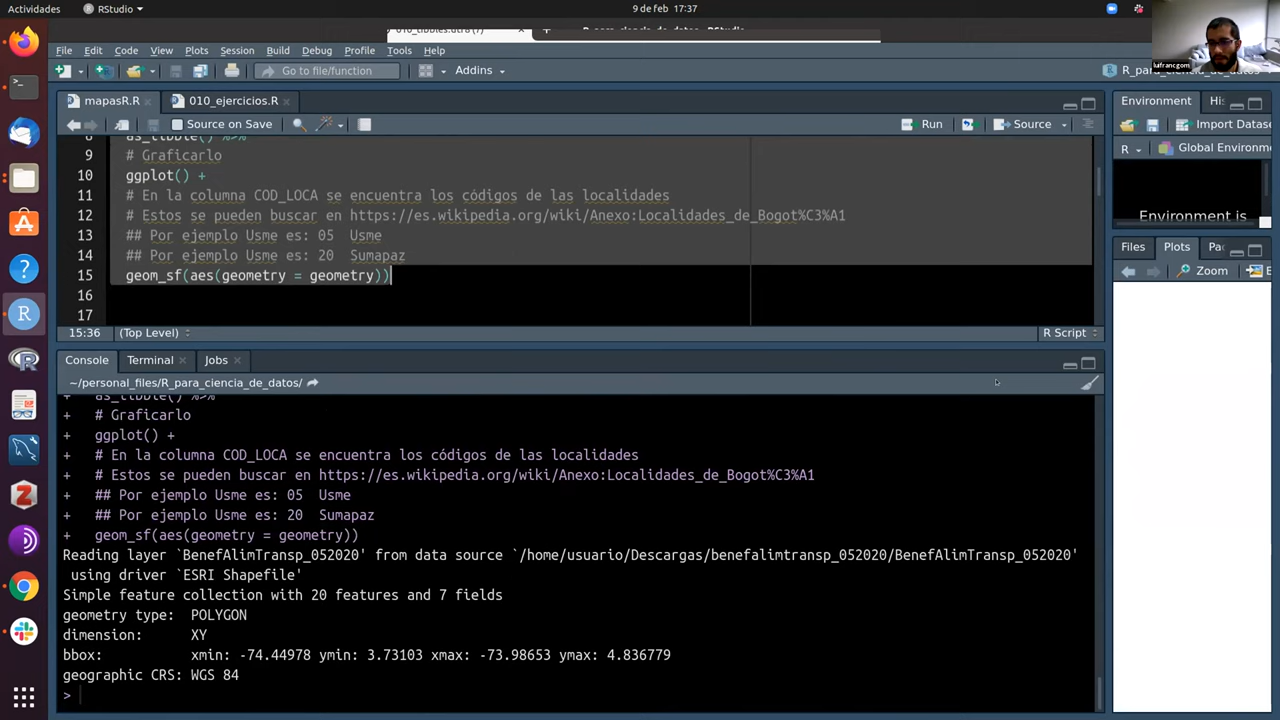 Actividades RStudio 9 de feb 17:37
R_para_ciencia_de_datos - RStudio
luifrancgom
File Edit Code View Plots Session Build Debug Profile Tools Help
Go to file/function Addins R_para_ciencia_de_datos
mapasR.R 010_ejercicios.R
Source on Save Run Source
8 as_tibble() %>%
9 # Graficarlo
10 ggplot() +
11 # En la columna COD_LOCA se encuentra los códigos de las localidades
12 # Estos se pueden buscar en https://es.wikipedia.org/wiki/Anexo:Localidades_de_Bogot%C3%A1
13 ## Por ejemplo Usme es: 05 Usme
14 ## Por ejemplo Usme es: 20 Sumapaz
15 geom_sf(aes(geometry = geometry))
16
17
15:36 (Top Level) R Script
Console Terminal Jobs
~/personal_files/R_para_ciencia_de_datos/
+ as_tibble() %>%
+ # Graficarlo
+ ggplot() +
+ # En la columna COD_LOCA se encuentra los códigos de las localidades
+ # Estos se pueden buscar en https://es.wikipedia.org/wiki/Anexo:Localidades_de_Bogot%C3%A1
+ ## Por ejemplo Usme es: 05 Usme
+ ## Por ejemplo Usme es: 20 Sumapaz
+ geom_sf(aes(geometry = geometry))
Reading layer `BenefAlimTransp_052020' from data source `/home/usuario/Descargas/benefalimtransp_052020/BenefAlimTransp_052020'
using driver `ESRI Shapefile'
Simple feature collection with 20 features and 7 fields
geometry type: POLYGON
dimension: XY
bbox: xmin: -74.44978 ymin: 3.73103 xmax: -73.98653 ymax: 4.836779
geographic CRS: WGS 84
>
Environment His
Import Datase
R Global Environme
Environment is
Files Plots Pac
Zoom E